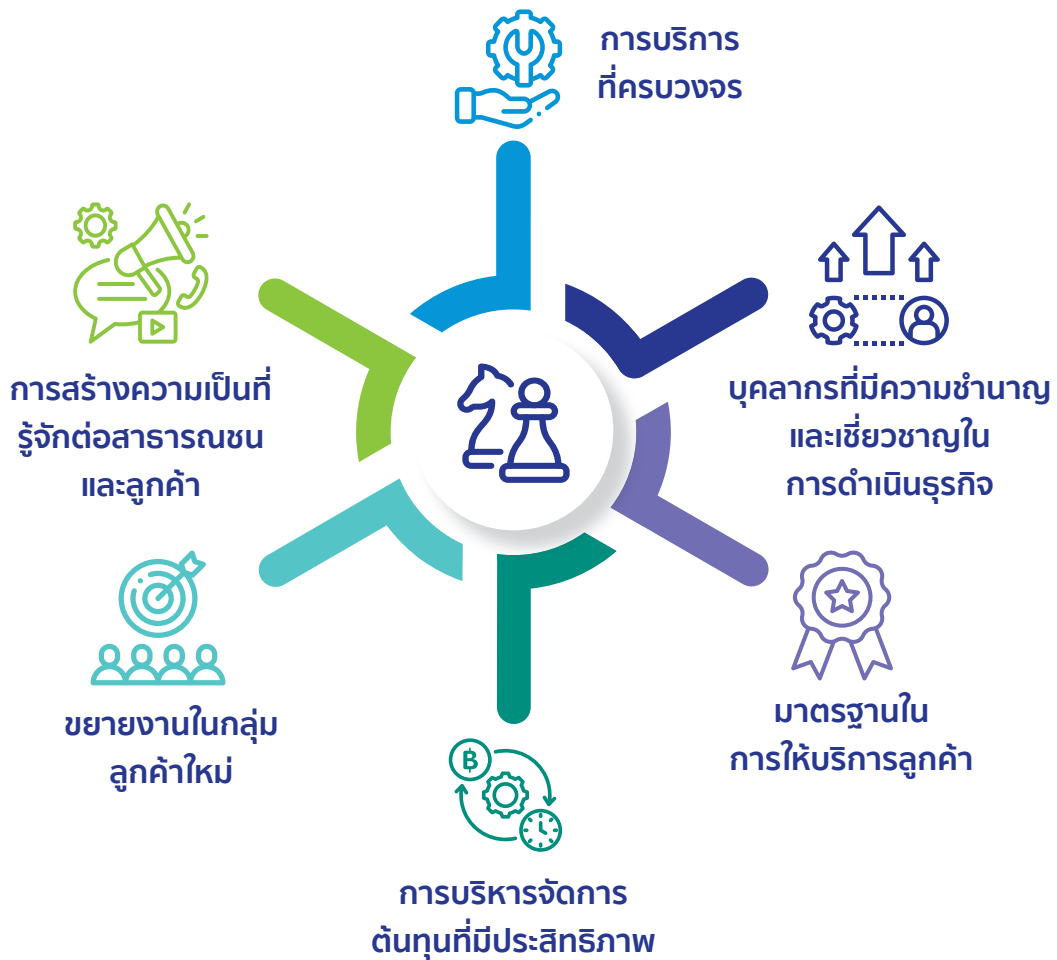 การบริการ
ที่ครบวงจร
บุคลากรที่มีความชำนาญ
และเชี่ยวชาญใน
การดำเนินธุรกิจ
มาตรฐานใน
การให้บริการลูกค้า
การบริหารจัดการ
ต้นทุนที่มีประสิทธิภาพ
ขยายงานในกลุ่ม
ลูกค้าใหม่
การสร้างความเป็นที่
รู้จักต่อสาธารณชน
และลูกค้า